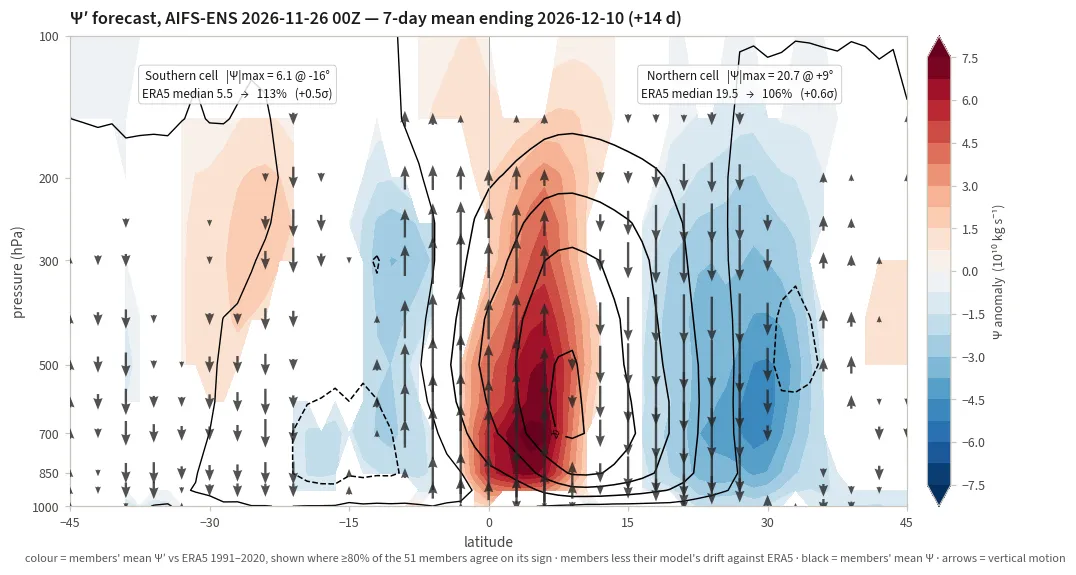 Ψ′ forecast, AIFS-ENS 2026-11-26 00Z — 7-day mean ending 2026-12-10 (+14 d)
Southern cell |Ψ|max = 6.1 @ -16°
ERA5 median 5.5 → 113% (+0.5σ)
Northern cell |Ψ|max = 20.7 @ +9°
ERA5 median 19.5 → 106% (+0.6σ)
pressure (hPa)
100
200
300
500
700
850
1000
−45
−30
−15
0
15
30
45
latitude
7.5
6.0
4.5
3.0
1.5
0.0
−1.5
−3.0
−4.5
−6.0
−7.5
Ψ anomaly (10¹⁰ kg s⁻¹)
colour = members' mean Ψ′ vs ERA5 1991–2020, shown where ≥80% of the 51 members agree on its sign · members less their model's drift against ERA5 · black = members' mean Ψ · arrows = vertical motion